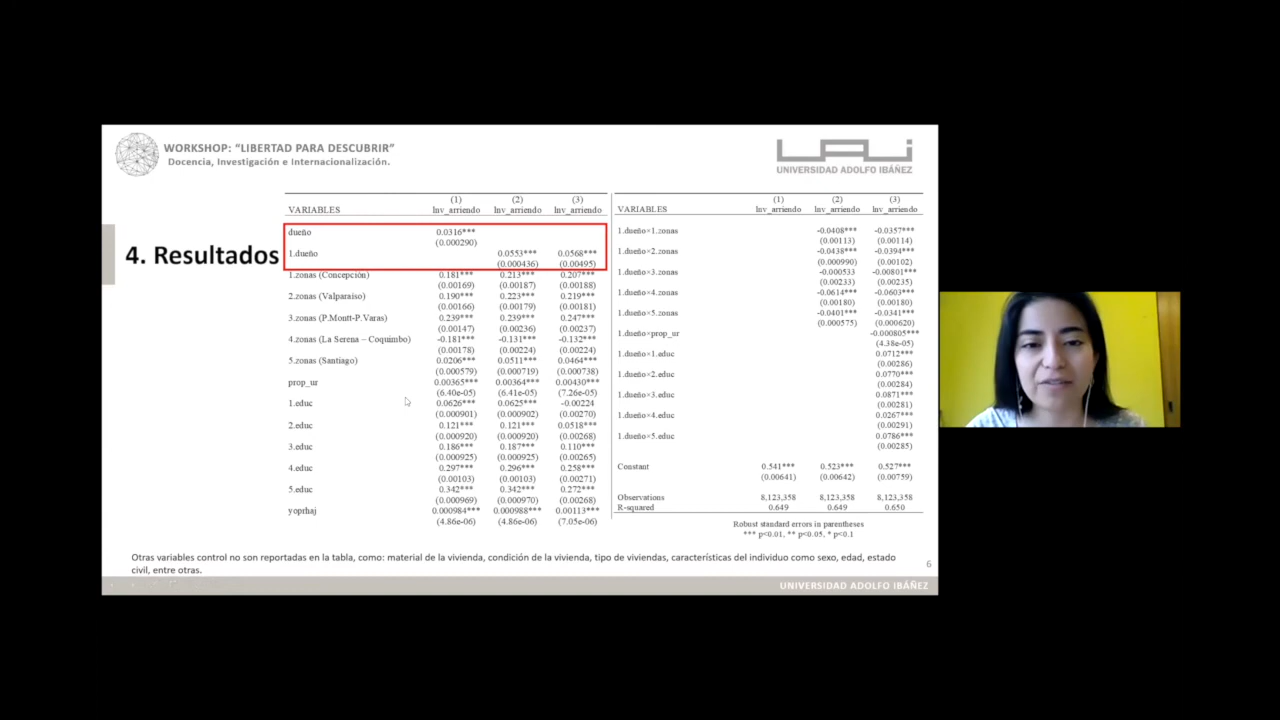 WORKSHOP: “LIBERTAD PARA DESCUBRIR”
Docencia, Investigación e Internacionalización.
UAI
UNIVERSIDAD ADOLFO IBÁÑEZ
4. Resultados
(1) (2) (3)
VARIABLES lnv_arriendo lnv_arriendo lnv_arriendo
dueño 0.0316***
(0.000290)
1.dueño 0.0553*** 0.0568***
(0.000436) (0.00495)
1.zonas (Concepción) 0.181*** 0.213*** 0.207***
(0.00169) (0.00187) (0.00188)
2.zonas (Valparaíso) 0.190*** 0.223*** 0.219***
(0.00166) (0.00179) (0.00181)
3.zonas (P.Montt-P.Varas) 0.239*** 0.239*** 0.247***
(0.00147) (0.00236) (0.00237)
4.zonas (La Serena – Coquimbo) -0.181*** -0.131*** -0.132***
(0.00178) (0.00224) (0.00224)
5.zonas (Santiago) 0.0206*** 0.0511*** 0.0464***
(0.000579) (0.000719) (0.000738)
prop_ur 0.00365*** 0.00364*** 0.00430***
(6.40e-05) (6.41e-05) (7.26e-05)
1.educ 0.0626*** 0.0625*** -0.00224
(0.000901) (0.000902) (0.00270)
2.educ 0.121*** 0.121*** 0.0518***
(0.000920) (0.000920) (0.00268)
3.educ 0.186*** 0.187*** 0.110***
(0.000925) (0.000925) (0.00265)
4.educ 0.297*** 0.296*** 0.258***
(0.00103) (0.00103) (0.00271)
5.educ 0.342*** 0.342*** 0.272***
(0.000969) (0.000970) (0.00268)
yoprhaj 0.000984*** 0.000988*** 0.00113***
(4.86e-06) (4.86e-06) (7.05e-06)
(1) (2) (3)
VARIABLES lnv_arriendo lnv_arriendo lnv_arriendo
1.dueño×1.zonas -0.0408*** -0.0357***
(0.00113) (0.00114)
1.dueño×2.zonas -0.0438*** -0.0394***
(0.000990) (0.00102)
1.dueño×3.zonas -0.000533 -0.00801***
(0.00233) (0.00235)
1.dueño×4.zonas -0.0614*** -0.0603***
(0.00180) (0.00180)
1.dueño×5.zonas -0.0401*** -0.0341***
(0.000575) (0.000620)
1.dueño×prop_ur -0.000805***
(4.38e-05)
1.dueño×1.educ 0.0712***
(0.00286)
1.dueño×2.educ 0.0770***
(0.00284)
1.dueño×3.educ 0.0871***
(0.00281)
1.dueño×4.educ 0.0267***
(0.00291)
1.dueño×5.educ 0.0786***
(0.00285)
Constant 0.541*** 0.523*** 0.527***
(0.00641) (0.00642) (0.00759)
Observations 8,123,358 8,123,358 8,123,358
R-squared 0.649 0.649 0.650
Robust standard errors in parentheses
*** p<0.01, ** p<0.05, * p<0.1
Otras variables control no son reportadas en la tabla, como: material de la vivienda, condición de la vivienda, tipo de viviendas, características del individuo como sexo, edad, estado
civil, entre otras.
6
UNIVERSIDAD ADOLFO IBÁÑEZ